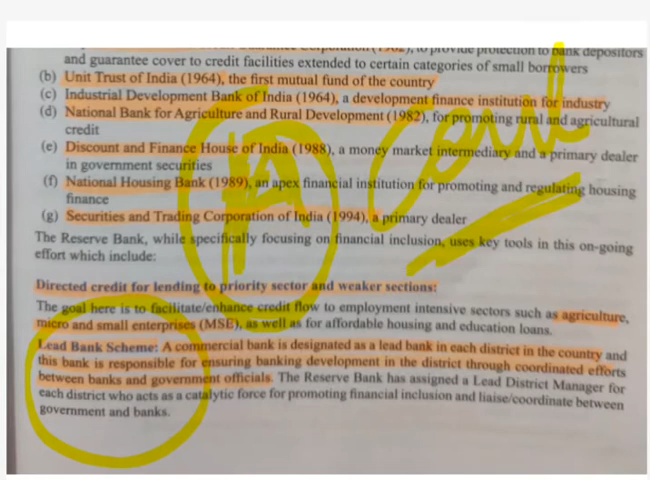 to provide protection to bank depositors
and guarantee cover to credit facilities extended to certain categories of small borrowers
(b) Unit Trust of India (1964), the first mutual fund of the country
(c) Industrial Development Bank of India (1964), a development finance institution for industry
(d) National Bank for Agriculture and Rural Development (1982), for promoting rural and agricultural
credit
(e) Discount and Finance House of India (1988), a money market intermediary and a primary dealer
in government securities
(f) National Housing Bank (1989), an apex financial institution for promoting and regulating housing
finance
(g) Securities and Trading Corporation of India (1994), a primary dealer
The Reserve Bank, while specifically focusing on financial inclusion, uses key tools in this on-going
effort which include:
Directed credit for lending to priority sector and weaker sections:
The goal here is to facilitate/enhance credit flow to employment intensive sectors such as agriculture,
micro and small enterprises (MSE), as well as for affordable housing and education loans.
Lead Bank Scheme: A commercial bank is designated as a lead bank in each district in the country and
this bank is responsible for ensuring banking development in the district through coordinated efforts
between banks and government officials. The Reserve Bank has assigned a Lead District Manager for
each district who acts as a catalytic force for promoting financial inclusion and liaise/coordinate between
government and banks.